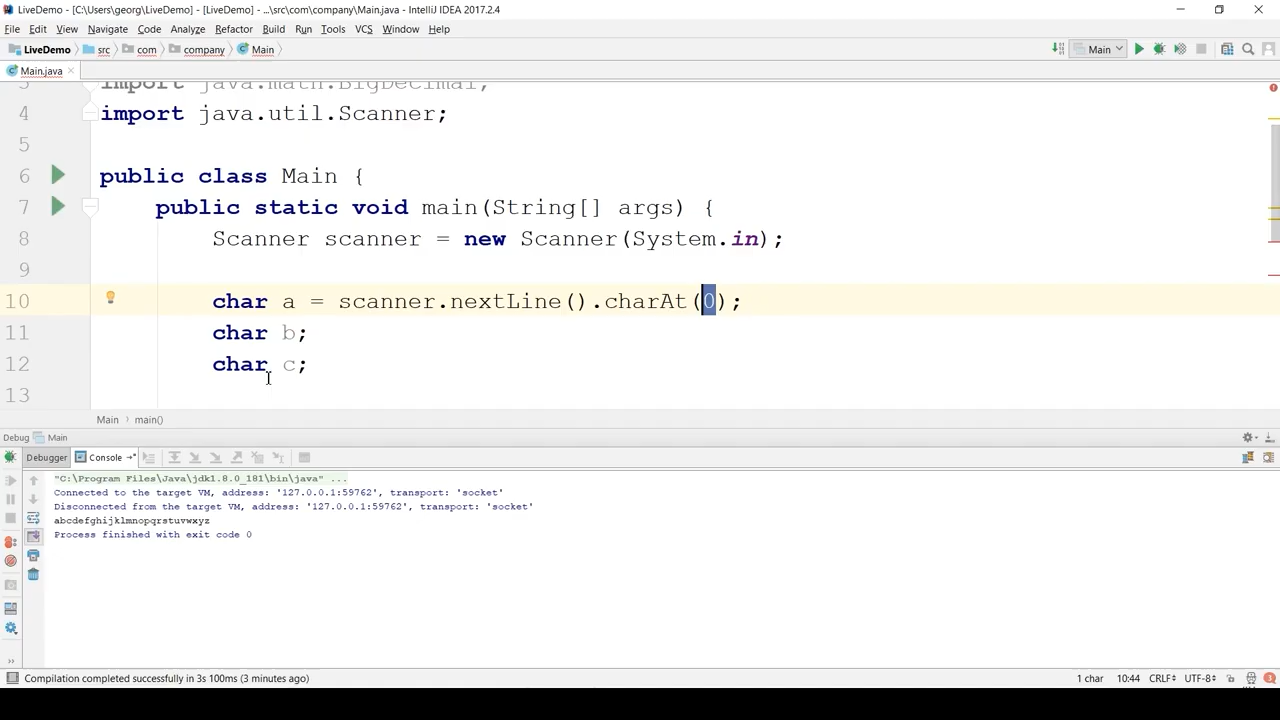 LiveDemo - [C:\Users\georg\LiveDemo] - [LiveDemo] - ...\src\com\company\Main.java - IntelliJ IDEA 2017.2.4
File Edit View Navigate Code Analyze Refactor Build Run Tools VCS Window Help
LiveDemo src com company Main Main
Main.java
3 import java.math.BigDecimal;
4 import java.util.Scanner;
5
6 public class Main {
7 public static void main(String[] args) {
8 Scanner scanner = new Scanner(System.in);
9
10 char a = scanner.nextLine().charAt(0);
11 char b;
12 char c;
13
Main main()
Debug Main
Debugger Console
"C:\Program Files\Java\jdk1.8.0_181\bin\java" ...
Connected to the target VM, address: '127.0.0.1:59762', transport: 'socket'
Disconnected from the target VM, address: '127.0.0.1:59762', transport: 'socket'
abcdefghijklmnopqrstuvwxyz
Process finished with exit code 0
Compilation completed successfully in 3s 100ms (3 minutes ago) 1 char 10:44 CRLF UTF-8 3